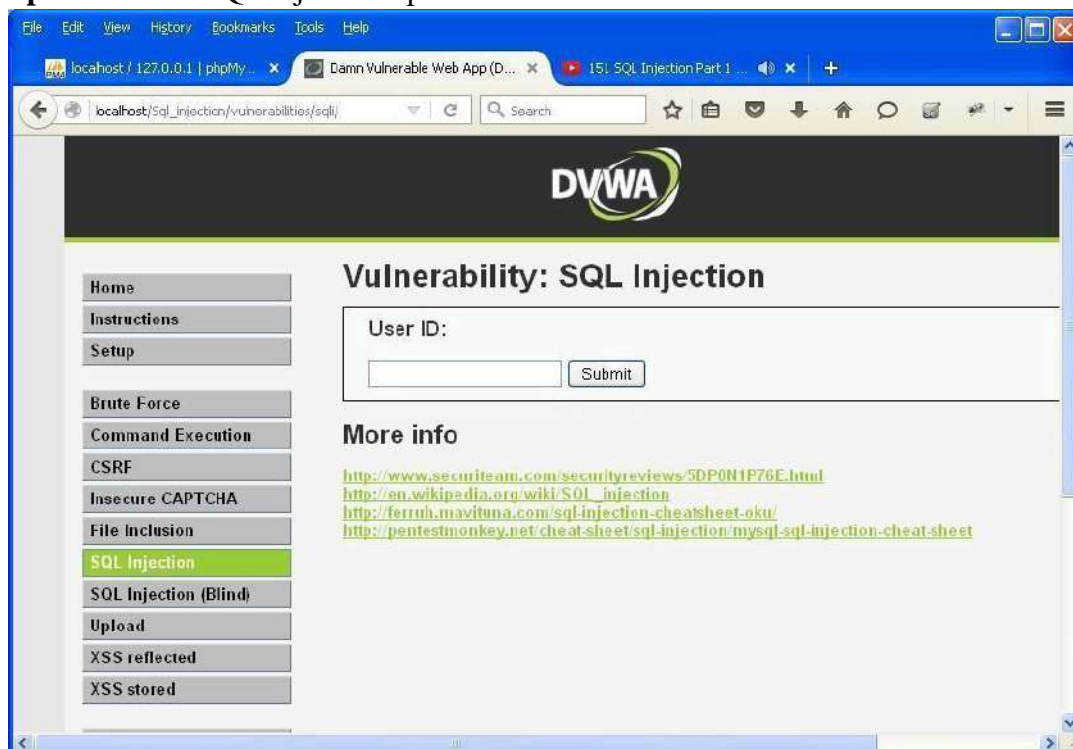 File Edit View History Bookmarks Tools Help
locahost / 127.0.0.1 | phpMy... × Damn Vulnerable Web App (D... × 151 SQL Injection Part 1 ... × +
localhost/Sql_injection/vulnerabilities/sqli/ Search
DVWA
Vulnerability: SQL Injection
Home
Instructions
Setup
Brute Force
Command Execution
CSRF
Insecure CAPTCHA
File Inclusion
SQL Injection
SQL Injection (Blind)
Upload
XSS reflected
XSS stored
User ID:
Submit
More info
http://www.securiteam.com/securityreviews/5DP0N1P76E.html
http://en.wikipedia.org/wiki/SQL_injection
http://ferruh.mavituna.com/sql-injection-cheatsheet-oku/
http://pentestmonkey.net/cheat-sheet/sql-injection/mysql-sql-injection-cheat-sheet